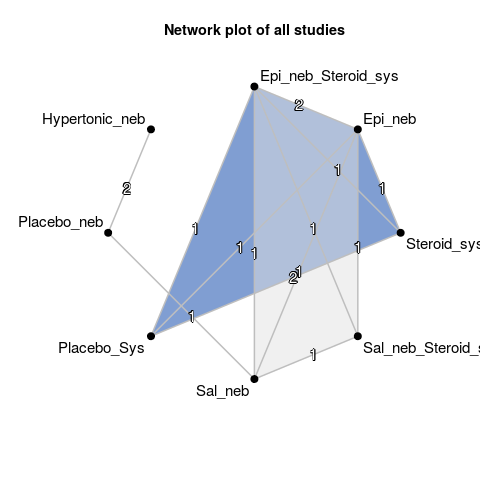 Network plot of all studies
Epi_neb_Steroid_sys
2
Hypertonic_neb
Epi_neb
1
2
1
Placebo_neb
1
1
Steroid_sys
1
1
1
1
2
1
Placebo_Sys
Sal_neb_Steroid_s
1
Sal_neb